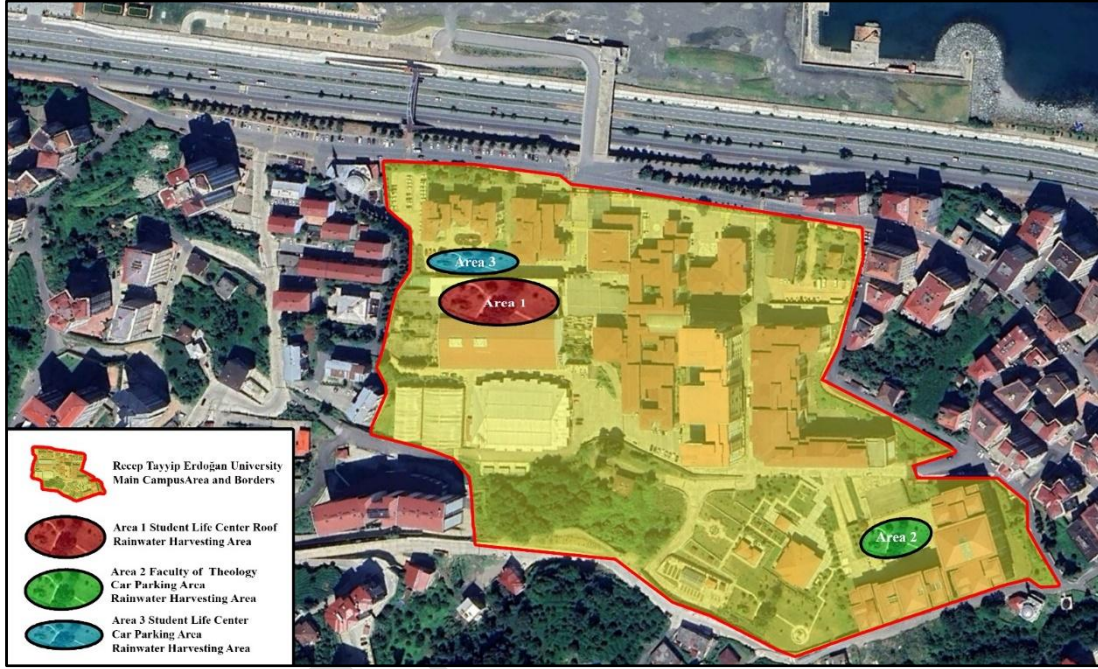 Area 3
Area 1
Area 2
Recep Tayyip Erdoğan University
Main CampusArea and Borders
Area 1 Student Life Center Roof
Rainwater Harvesting Area
Area 2 Faculty of Theology
Car Parking Area
Rainwater Harvesting Area
Area 3 Student Life Center
Car Parking Area
Rainwater Harvesting Area